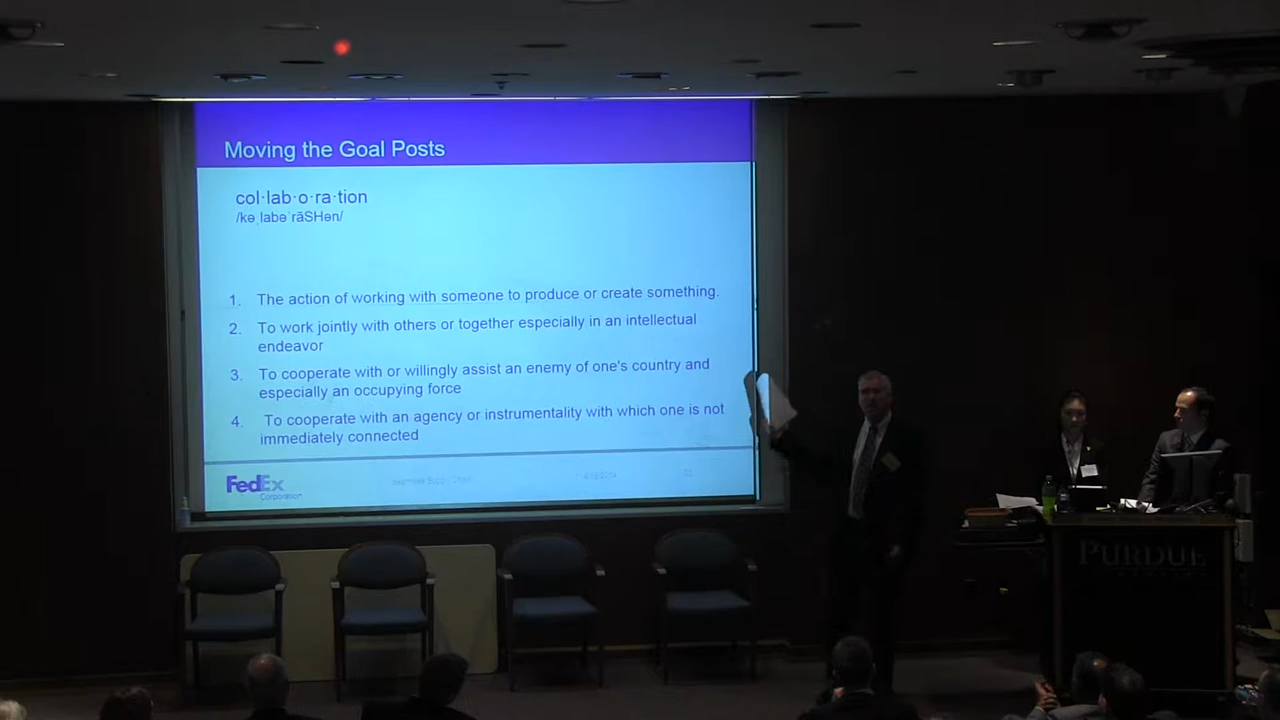 Moving the Goal Posts
col·lab·o·ra·tion
/kəˌlabəˈrāSHən/
1. The action of working with someone to produce or create something.
2. To work jointly with others or together especially in an intellectual
endeavor
3. To cooperate with or willingly assist an enemy of one's country and
especially an occupying force
4. To cooperate with an agency or instrumentality with which one is not
immediately connected
FedEx
Corporation
PURDUE